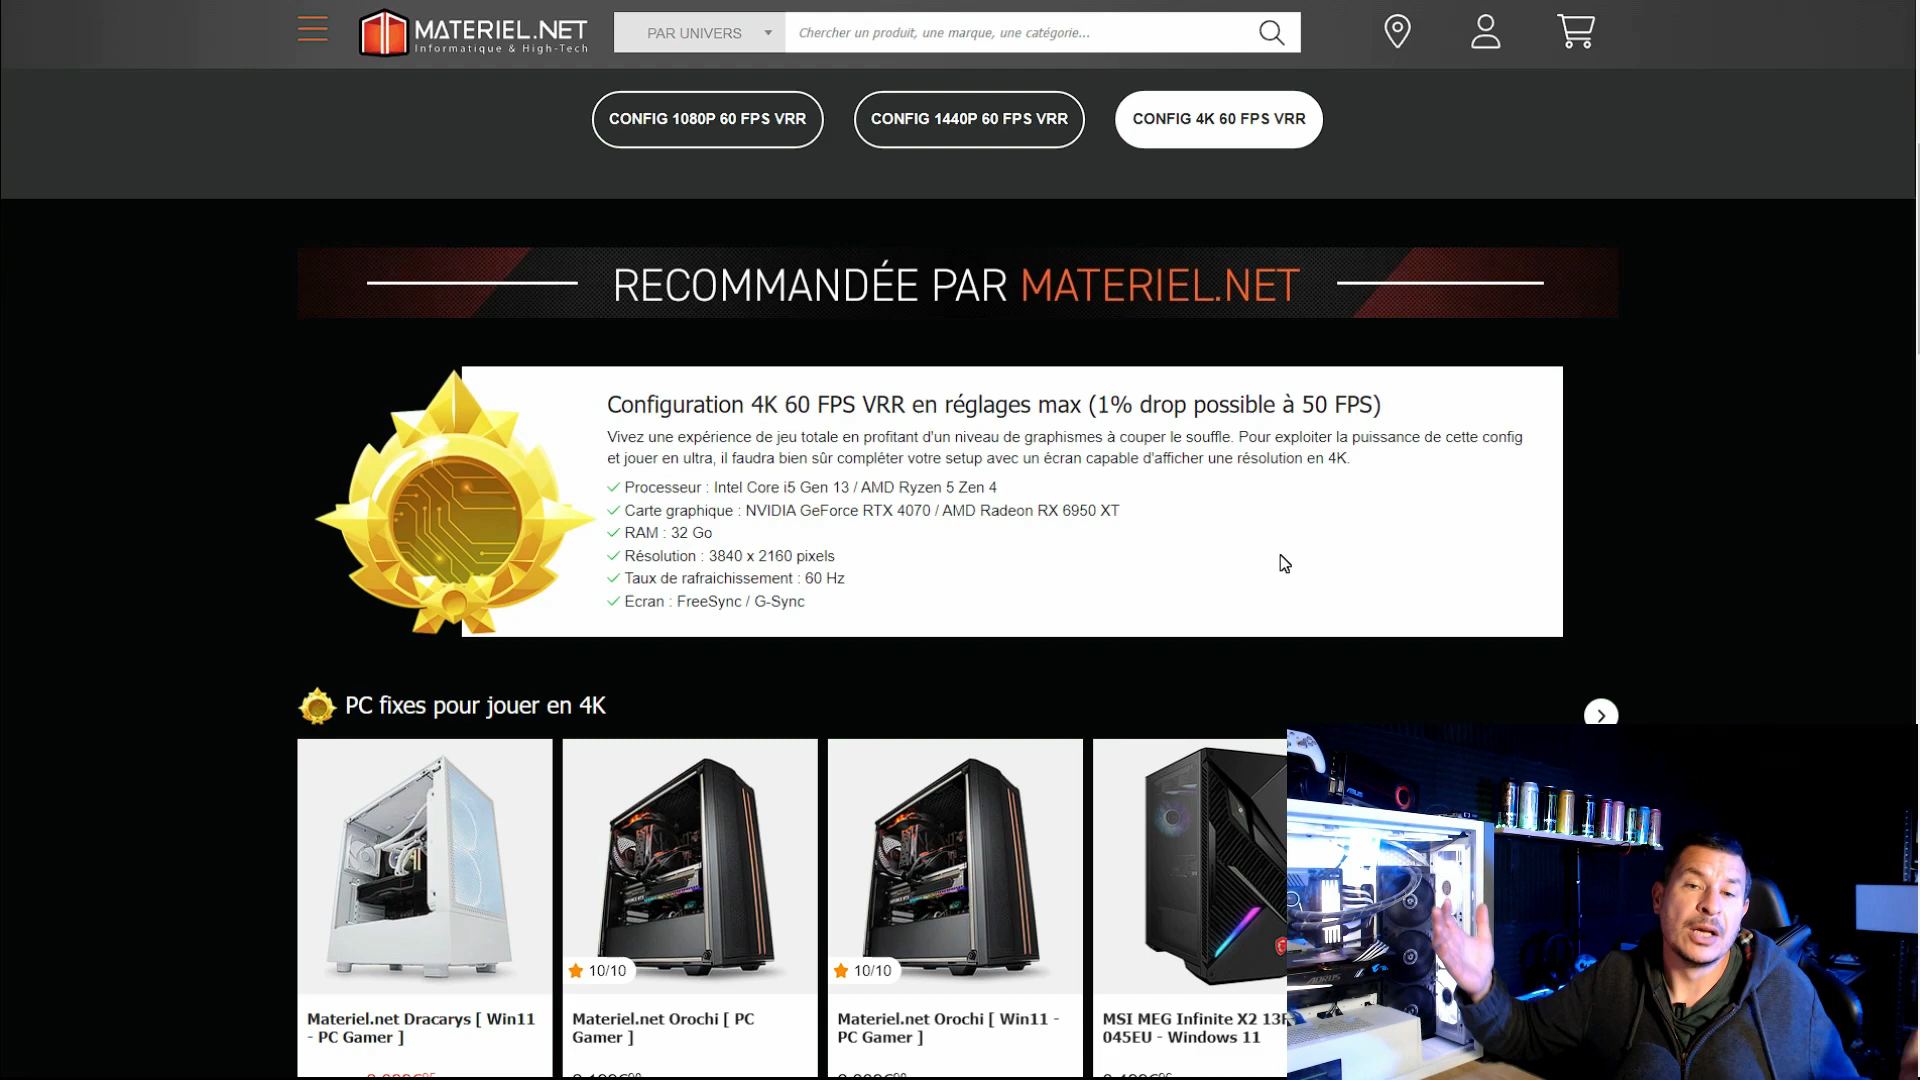 MATERIEL.NET
Informatique & High-Tech
PAR UNIVERS
Chercher un produit, une marque, une catégorie...
CONFIG 1080P 60 FPS VRR
CONFIG 1440P 60 FPS VRR
CONFIG 4K 60 FPS VRR
RECOMMANDÉE PAR MATERIEL.NET
Configuration 4K 60 FPS VRR en réglages max (1% drop possible à 50 FPS)
Vivez une expérience de jeu totale en profitant d'un niveau de graphismes à couper le souffle. Pour exploiter la puissance de cette config
et jouer en ultra, il faudra bien sûr compléter votre setup avec un écran capable d'afficher une résolution en 4K.
Processeur : Intel Core i5 Gen 13 / AMD Ryzen 5 Zen 4
Carte graphique : NVIDIA GeForce RTX 4070 / AMD Radeon RX 6950 XT
RAM : 32 Go
Résolution : 3840 x 2160 pixels
Taux de rafraichissement : 60 Hz
Ecran : FreeSync / G-Sync
PC fixes pour jouer en 4K
10/10
10/10
Materiel.net Dracarys [ Win11
- PC Gamer ]
Materiel.net Orochi [ PC
Gamer ]
Materiel.net Orochi [ Win11 -
PC Gamer ]
MSI MEG Infinite X2 13
045EU - Windows 11
AORUS